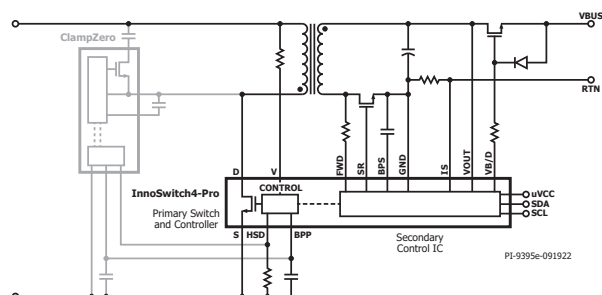 VBUS
ClampZero
RTN
D
V
FWD
SR
BPS
GND
IS
VOUT
VB/D
InnoSwitch4-Pro
CONTROL
uVCC
SDA
SCL
Primary Switch
and Controller
S
HSD
BPP
Secondary
Control IC
PI-9395e-091922